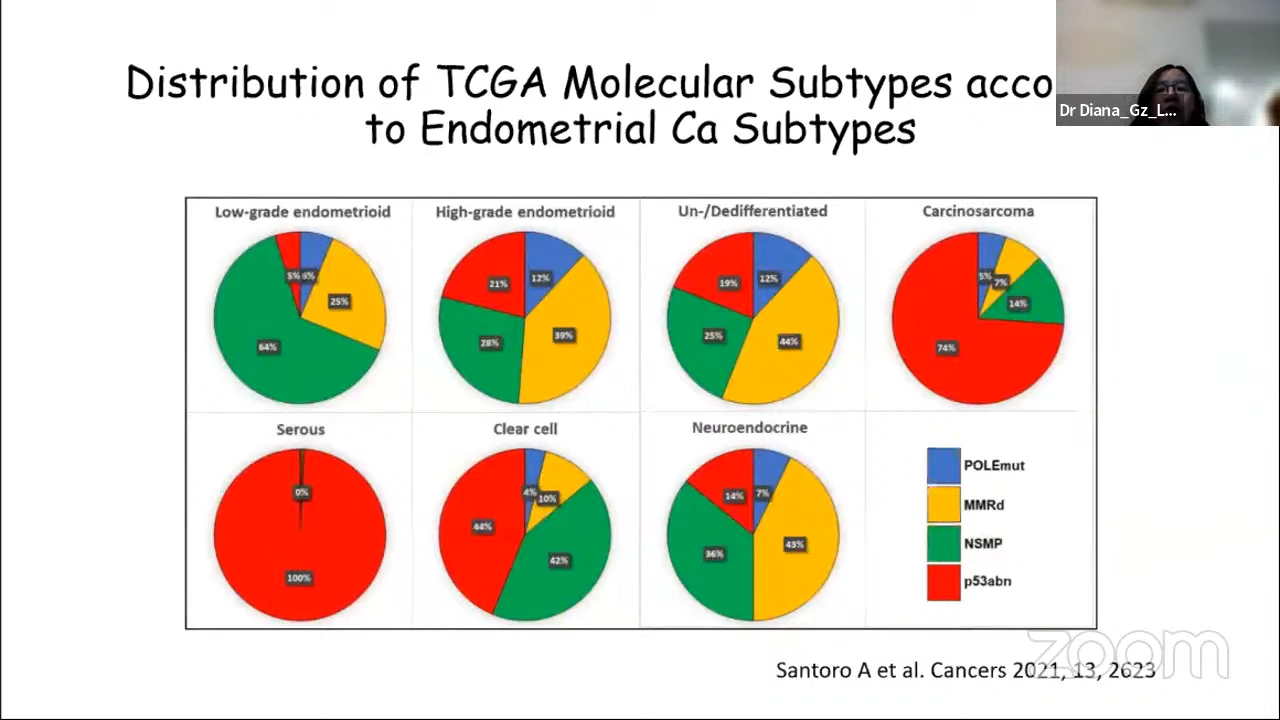 Distribution of TCGA Molecular Subtypes acco
to Endometrial Ca Subtypes
Dr Diana_Gz_L...
Low-grade endometrioid
5%
6%
25%
64%
High-grade endometrioid
21%
12%
28%
39%
Un-/Dedifferentiated
19%
12%
25%
44%
Carcinosarcoma
5%
7%
14%
74%
Serous
0%
100%
Clear cell
4%
10%
44%
42%
Neuroendocrine
14%
7%
36%
43%
POLEmut
MMRd
NSMP
p53abn
zoom
Santoro A et al. Cancers 2021, 13, 2623